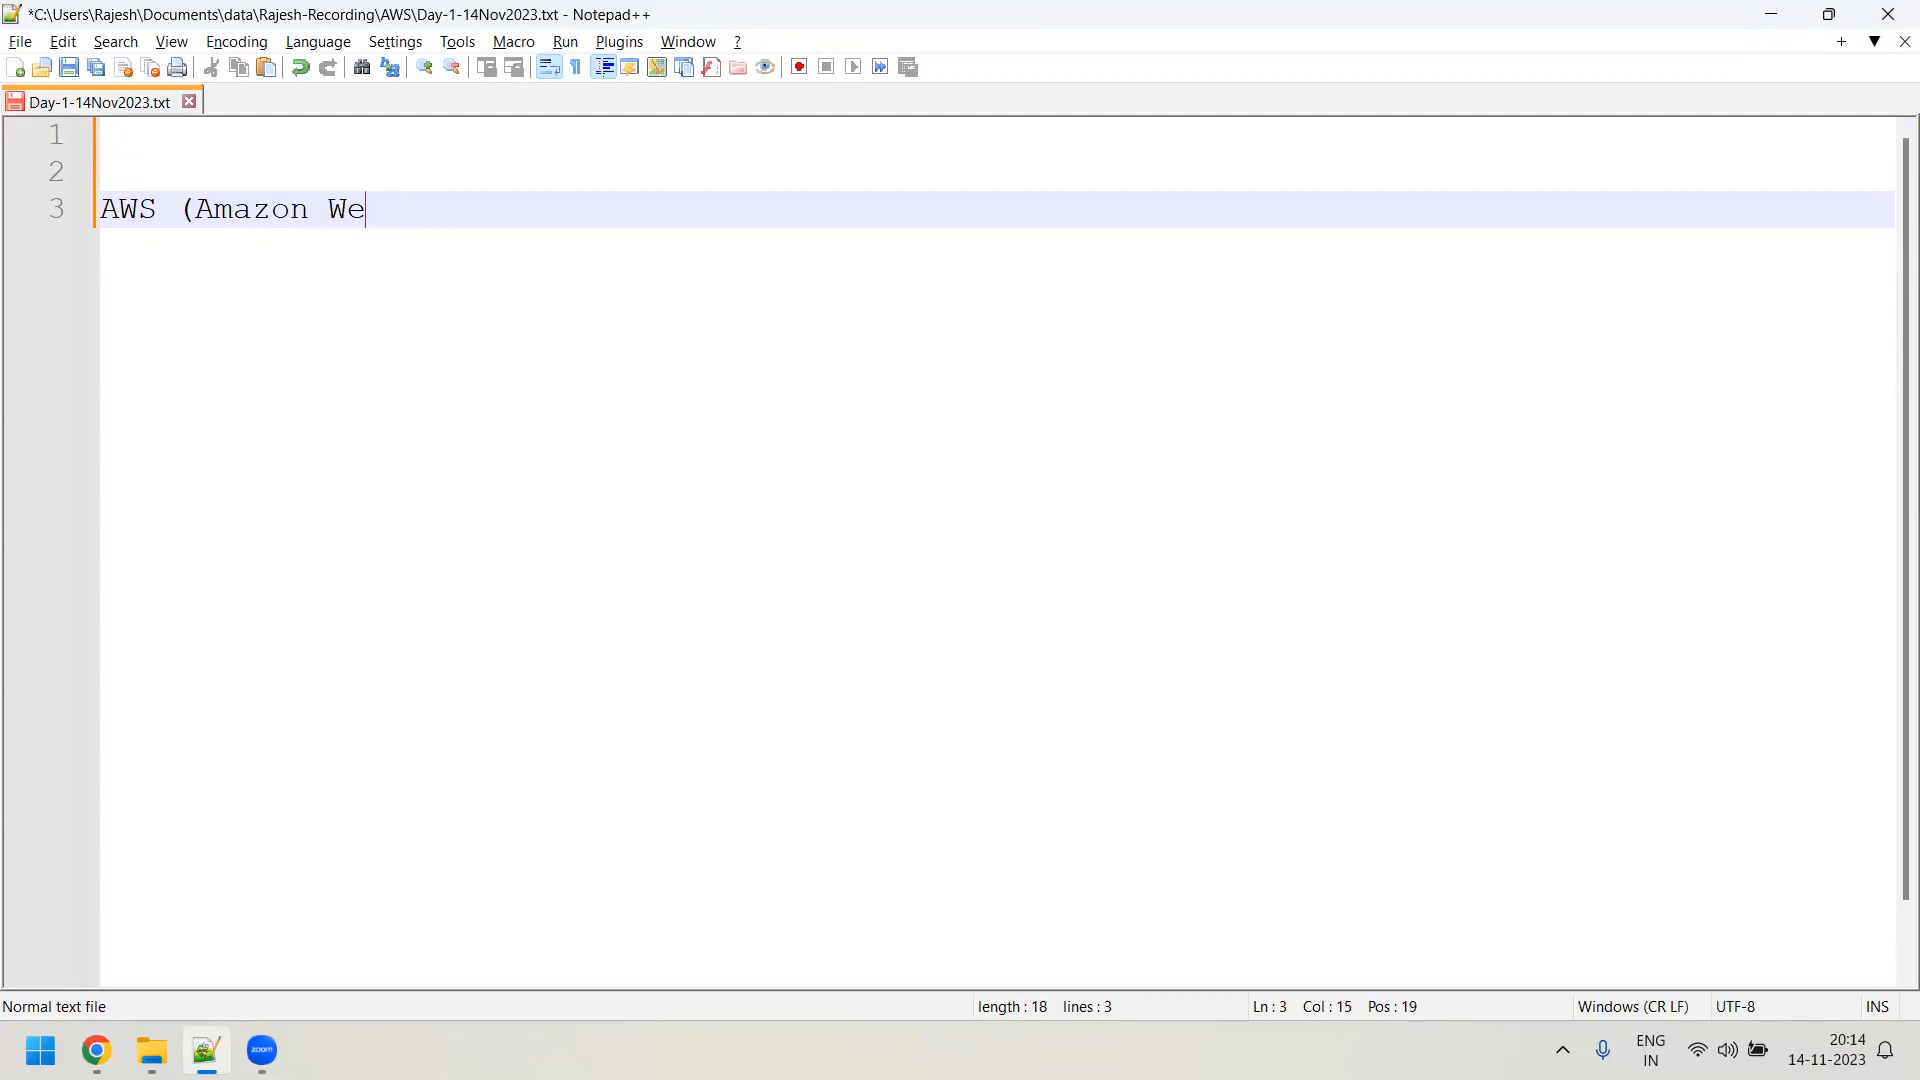 *C:\Users\Rajesh\Documents\data\Rajesh-Recording\AWS\Day-1-14Nov2023.txt - Notepad++
File Edit Search View Encoding Language Settings Tools Macro Run Plugins Window ?
Day-1-14Nov2023.txt
1
2
3 AWS (Amazon We
Normal text file length : 18 lines : 3 Ln : 3 Col : 15 Pos : 19 Windows (CR LF) UTF-8 INS
zoom
ENG
IN
20:14
14-11-2023